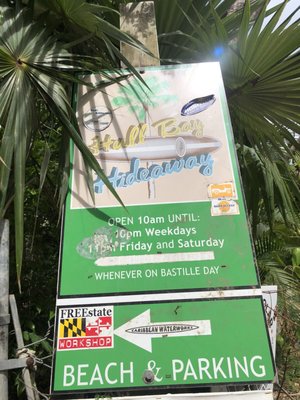 Hull Bay
Hideaway
OPEN 10am UNTIL:
10pm Weekdays
11pm Friday and Saturday
WHENEVER ON BASTILLE DAY
FREEstate
WORKSHOP
CARIBBEAN WATERWORKS
BEACH & PARKING